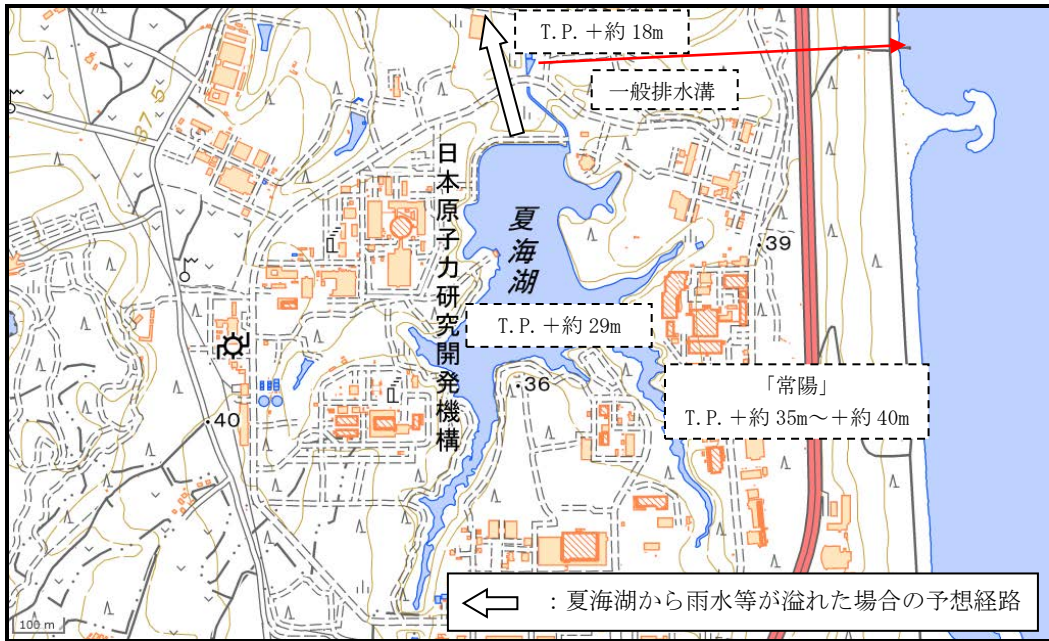 T.P.＋約 18m
一般排水溝
37.5
日本原子力研究開発機構
夏海湖
・39
T.P.＋約 29m
・36
「常陽」
T.P.＋約 35m～＋約 40m
・40
：夏海湖から雨水等が溢れた場合の予想経路
100 m